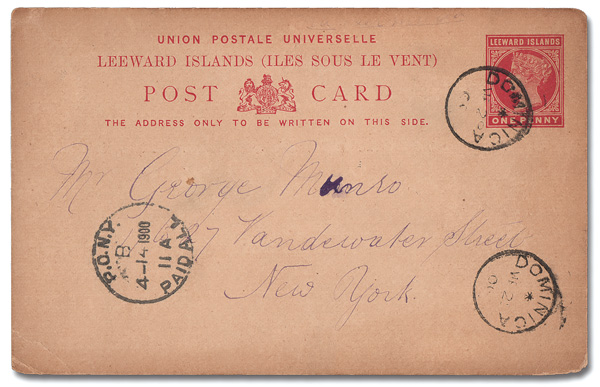 UNION POSTALE UNIVERSELLE
LEEWARD ISLANDS (ILES SOUS LE VENT)
POST CARD
THE ADDRESS ONLY TO BE WRITTEN ON THIS SIDE.
LEEWARD ISLANDS
ONE PENNY
DOMINICA
Mr George Munro
Vandewater Street
New York.
P.O.N.Y.
4-14 1900
11 A
PAID ALL
DOMINICA